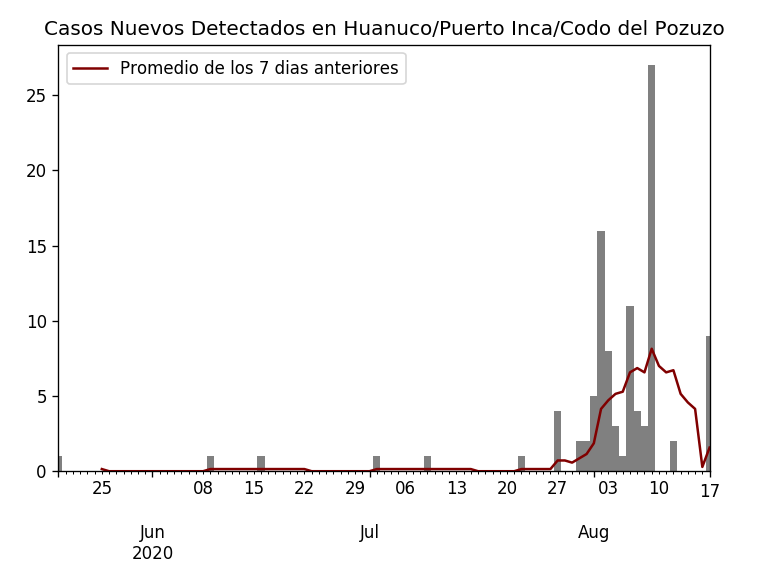 Casos Nuevos Detectados en Huanuco/Puerto Inca/Codo del Pozuzo
Promedio de los 7 dias anteriores
25
20
15
10
5
0
25 08 15 22 29 06 13 20 27 03 10 17
Jun Jul Aug
2020